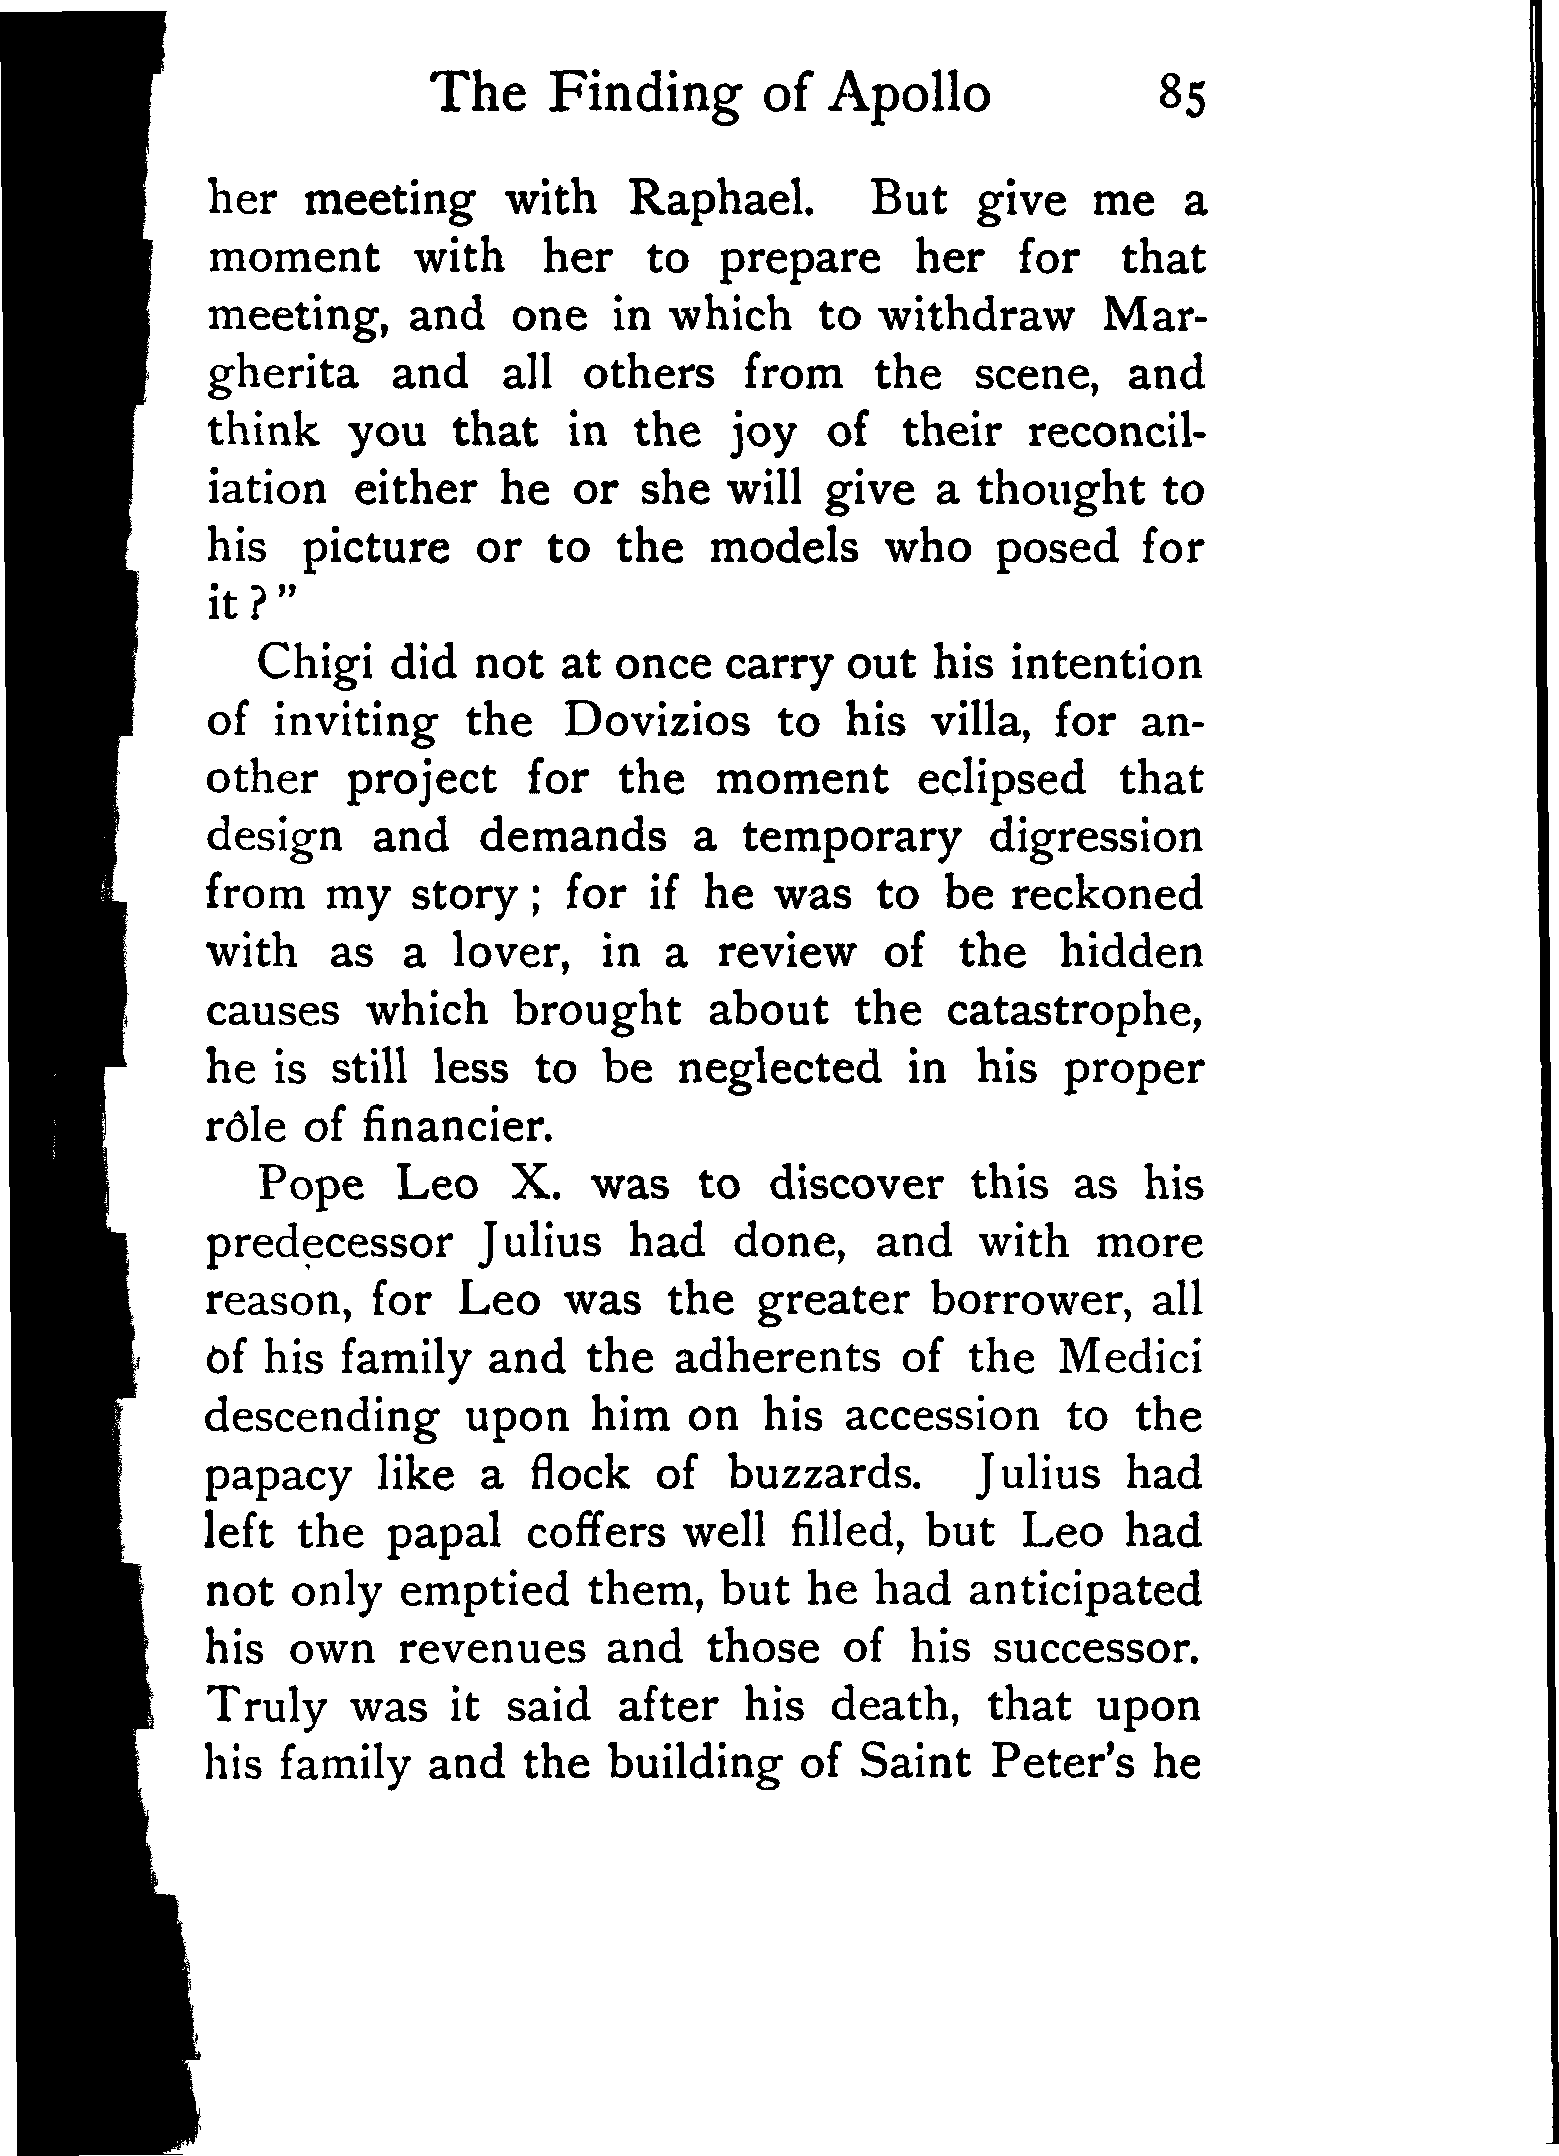 The Finding of Apollo 85
her meeting with Raphael. But give me a
moment with her to prepare her for that
meeting, and one in which to withdraw Mar-
gherita and all others from the scene, and
think you that in the joy of their reconcil-
iation either he or she will give a thought to
his picture or to the models who posed for
it?"
Chigi did not at once carry out his intention
of inviting the Dovizios to his villa, for an-
other project for the moment eclipsed that
design and demands a temporary digression
from my story; for if he was to be reckoned
with as a lover, in a review of the hidden
causes which brought about the catastrophe,
he is still less to be neglected in his proper
rôle of financier.
Pope Leo X. was to discover this as his
predecessor Julius had done, and with more
reason, for Leo was the greater borrower, all
of his family and the adherents of the Medici
descending upon him on his accession to the
papacy like a flock of buzzards. Julius had
left the papal coffers well filled, but Leo had
not only emptied them, but he had anticipated
his own revenues and those of his successor.
Truly was it said after his death, that upon
his family and the building of Saint Peter's he